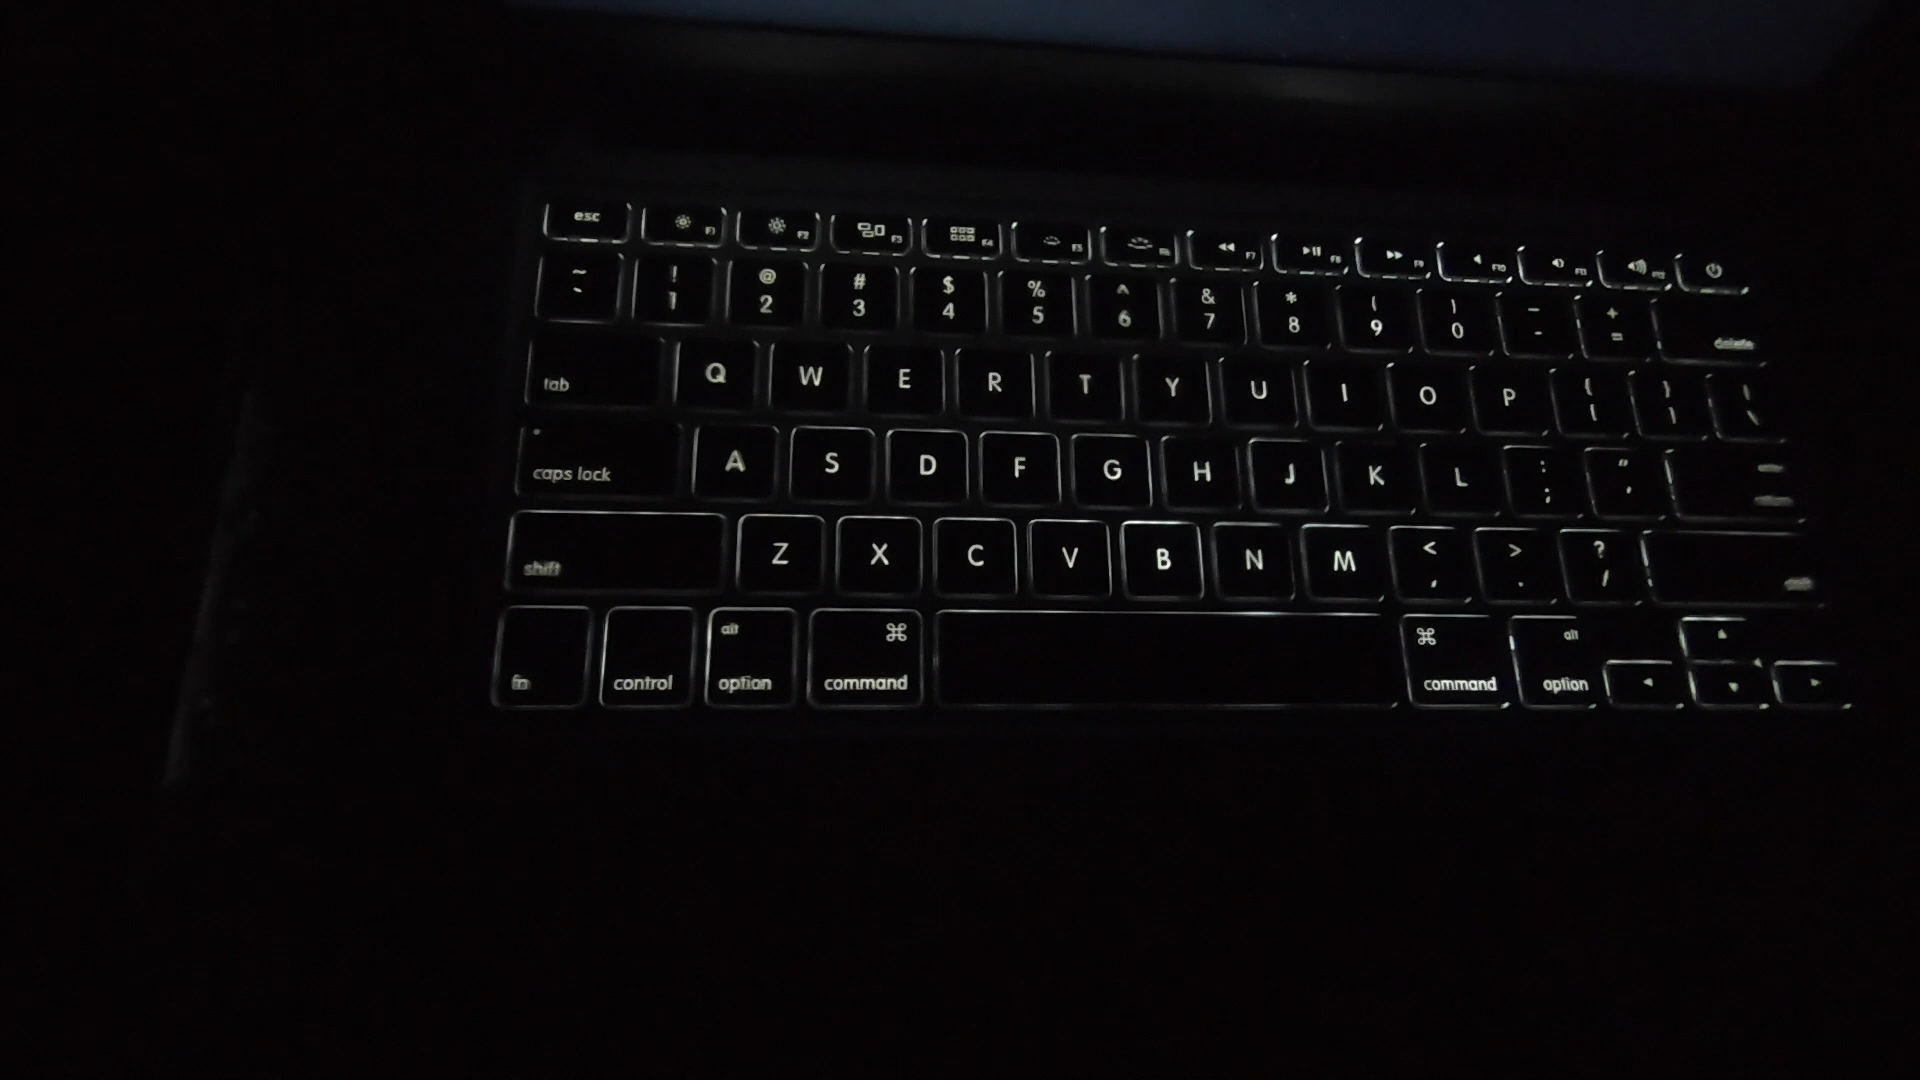 esc F1 F2 F3 F4 F5 F6 F7 F8 F9 F10 F11 F12
~ ! @ # $ % ^ & * ( ) _ +
` 1 2 3 4 5 6 7 8 9 0 - = delete
tab Q W E R T Y U I O P { [ } ] | \
caps lock A S D F G H J K L : ; " '
shift Z X C V B N M < , > . ? / shift
alt ⌘ ⌘ alt
fn control option command command option